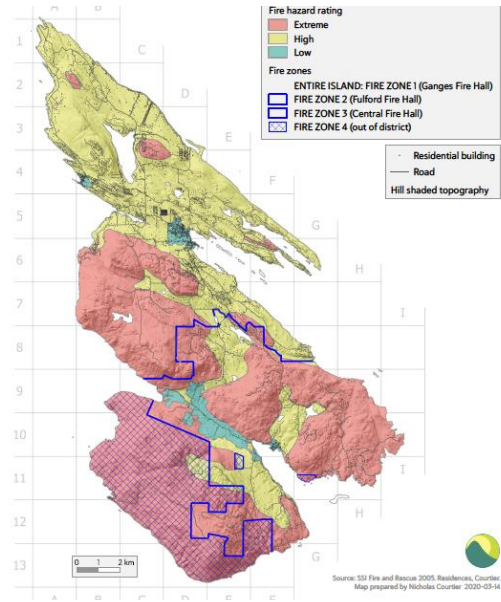 Fire hazard rating
Extreme
High
Low
Fire zones
ENTIRE ISLAND: FIRE ZONE 1 (Ganges Fire Hall)
FIRE ZONE 2 (Fulford Fire Hall)
FIRE ZONE 3 (Central Fire Hall)
FIRE ZONE 4 (out of district)
Residential building
Road
Hill shaded topography
A B
1
C
2
D
3
E
4
F
5
G
6
H
7
I
8
9
10
I
11
H
12
G
13
0 1 2 km
A B C D E F
Source: SSI Fire and Rescue 2005. Residences, Courtier.
Map prepared by Nicholas Courtier 2020-03-14